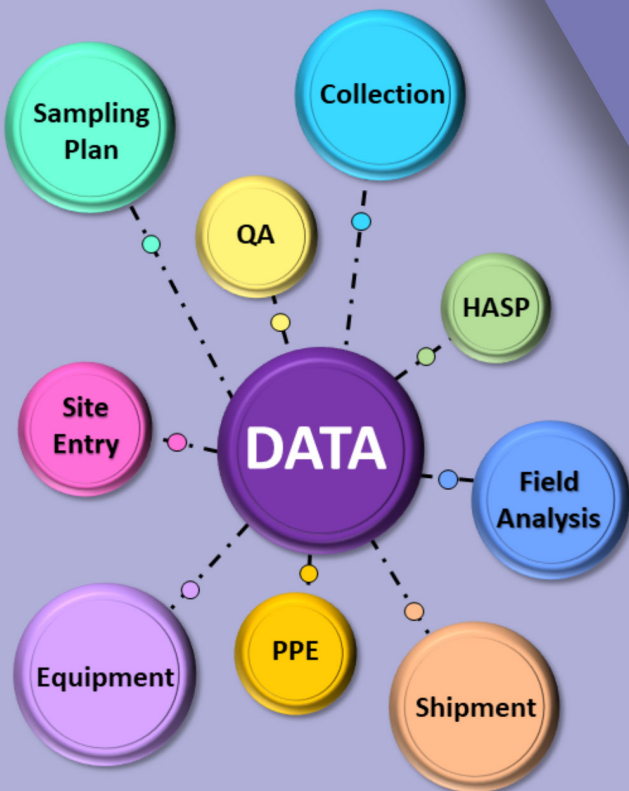 Collection
Sampling
Plan
QA
HASP
Site
Entry
DATA
Field
Analysis
PPE
Equipment
Shipment